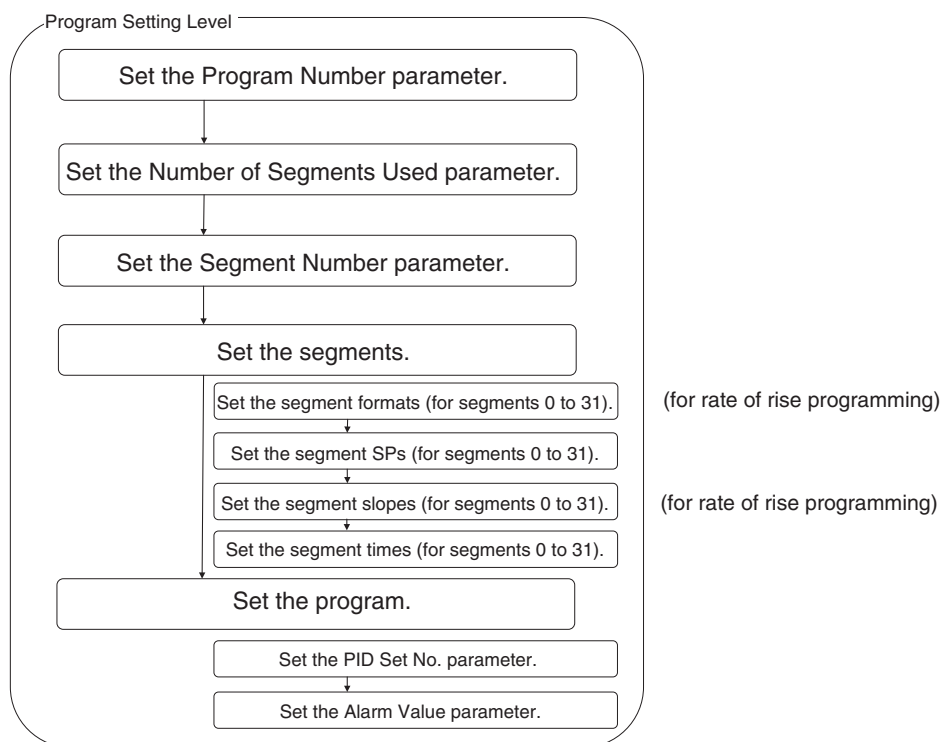 Program Setting Level
Set the Program Number parameter.
Set the Number of Segments Used parameter.
Set the Segment Number parameter.
Set the segments.
Set the segment formats (for segments 0 to 31).
(for rate of rise programming)
Set the segment SPs (for segments 0 to 31).
Set the segment slopes (for segments 0 to 31).
(for rate of rise programming)
Set the segment times (for segments 0 to 31).
Set the program.
Set the PID Set No. parameter.
Set the Alarm Value parameter.